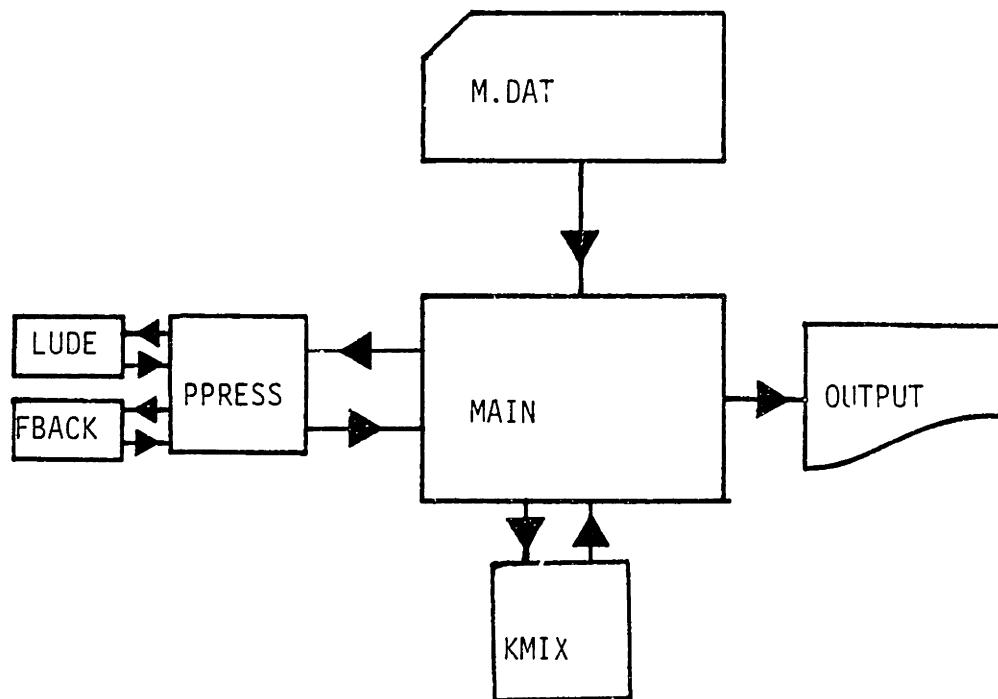 M.DAT
LUDE
PPRESS
FBACK
MAIN
OUTPUT
KMIX